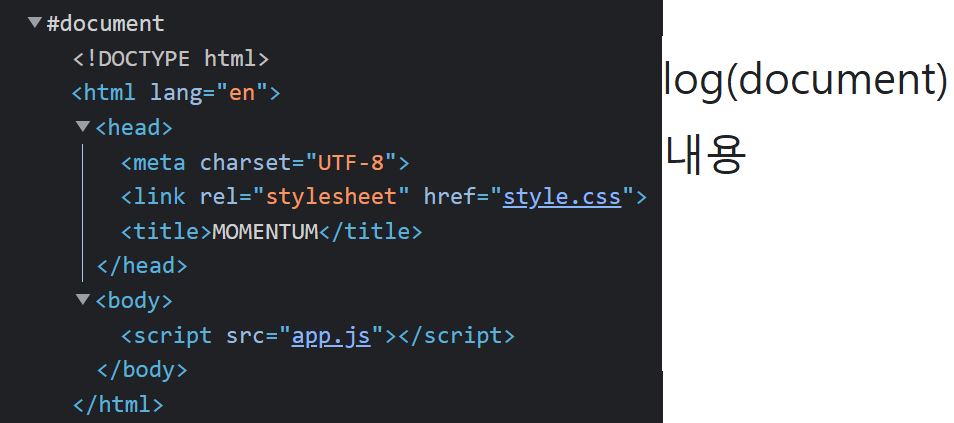 #document
<!DOCTYPE html>
<html lang="en">
<head>
<meta charset="UTF-8">
<link rel="stylesheet" href="style.css">
<title>MOMENTUM</title>
</head>
<body>
<script src="app.js"></script>
</body>
</html>
log(document)
내용